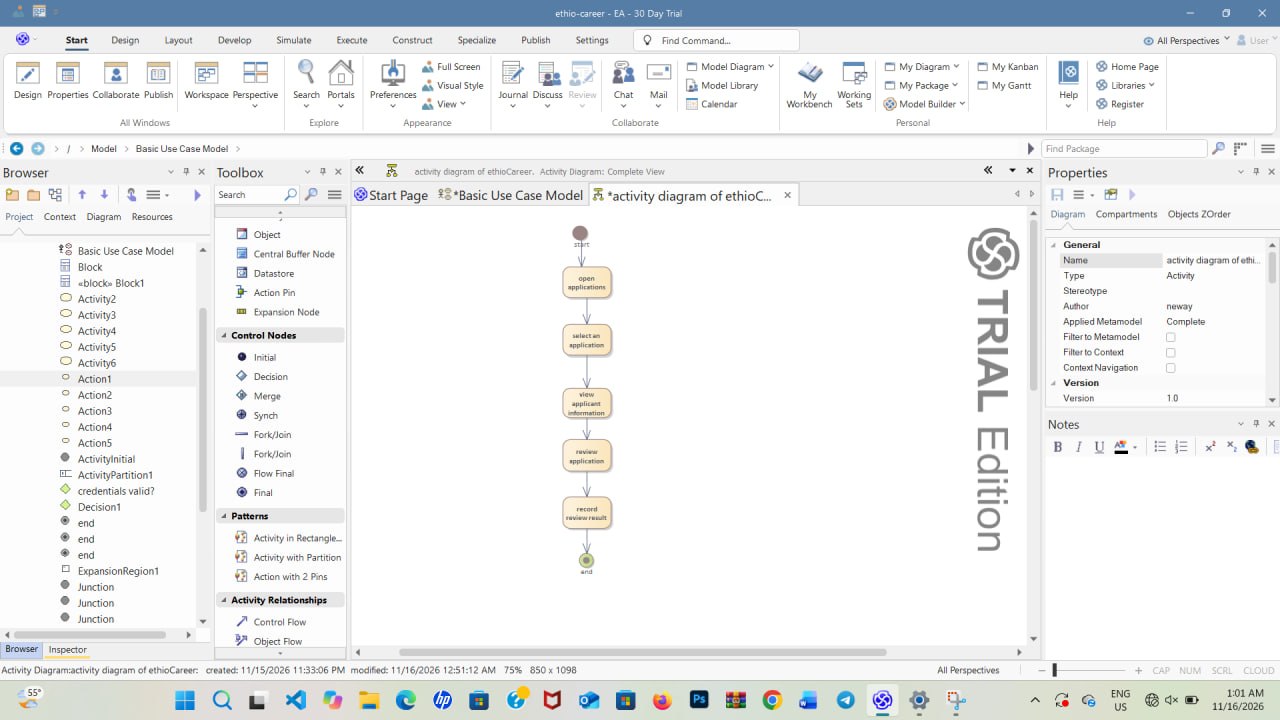 ethio-career - EA - 30 Day Trial
Start Design Layout Develop Simulate Execute Construct Specialize Publish Settings Find Command... All Perspectives User
Design Properties Collaborate Publish Workspace Perspective
All Windows
Search Portals
Explore
Preferences Full Screen
Visual Style
View
Appearance
Journal Discuss Review Chat Mail Model Diagram
Model Library
Calendar
Collaborate
My Workbench Working Sets My Diagram My Kanban
My Package My Gantt
Model Builder
Personal
Help Home Page
Libraries
Register
Help
/ Model Basic Use Case Model Find Package
Browser
Project Context Diagram Resources
Basic Use Case Model
Block
«block» Block1
Activity2
Activity3
Activity4
Activity5
Activity6
Action1
Action2
Action3
Action4
Action5
ActivityInitial
ActivityPartition1
credentials valid?
Decision1
end
end
end
ExpansionRegion1
Junction
Junction
Junction
Browser Inspector
Toolbox
Search
Object
Central Buffer Node
Datastore
Action Pin
Expansion Node
Control Nodes
Initial
Decision
Merge
Synch
Fork/Join
Fork/Join
Flow Final
Final
Patterns
Activity in Rectangle...
Activity with Partition
Action with 2 Pins
Activity Relationships
Control Flow
Object Flow
activity diagram of ethioCareer. Activity Diagram: Complete View
Start Page *Basic Use Case Model *activity diagram of ethioC...
start
open
applications
select an
application
view
applicant
information
review
application
record
review result
and
TRIAL Edition
Properties
Diagram Compartments Objects ZOrder
General
Name activity diagram of ethi...
Type Activity
Stereotype
Author neway
Applied Metamodel Complete
Filter to Metamodel
Filter to Context
Context Navigation
Version
Version 1.0
Notes
B I U A
Activity Diagram:activity diagram of ethioCareer: created: 11/15/2026 11:33:06 PM modified: 11/16/2026 12:51:12 AM 75% 850 x 1098 All Perspectives CAP NUM SCRL CLOUD
55°
ENG
US
1:01 AM
11/16/2026